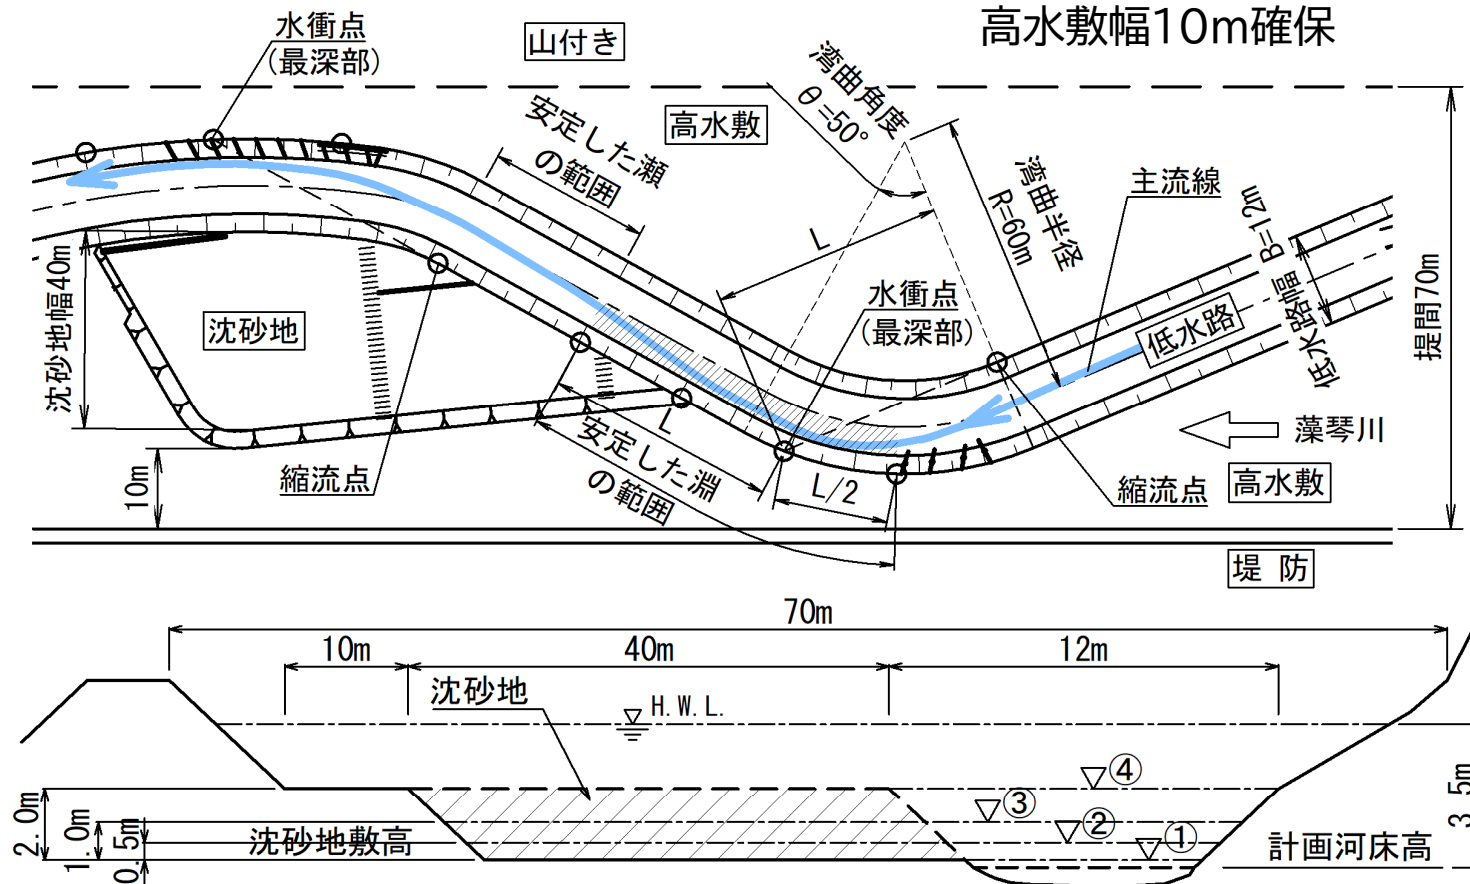 高水敷幅10m確保
水衝点
(最深部)
山付き
湾曲角度
θ=50°
高水敷
安定した瀬
の範囲
湾曲半径
R=60m
主流線
L
低水路幅 B=12m
提間70m
水衝点
(最深部)
低水路
沈砂地幅40m
沈砂地
藻琴川
L
安定した淵
の範囲
L/2
縮流点
縮流点
高水敷
10m
堤 防
70m
10m
40m
12m
沈砂地
H.W.L.
④
③
②
①
2.0m
1.0m
0.5m
沈砂地敷高
計画河床高
3.5m